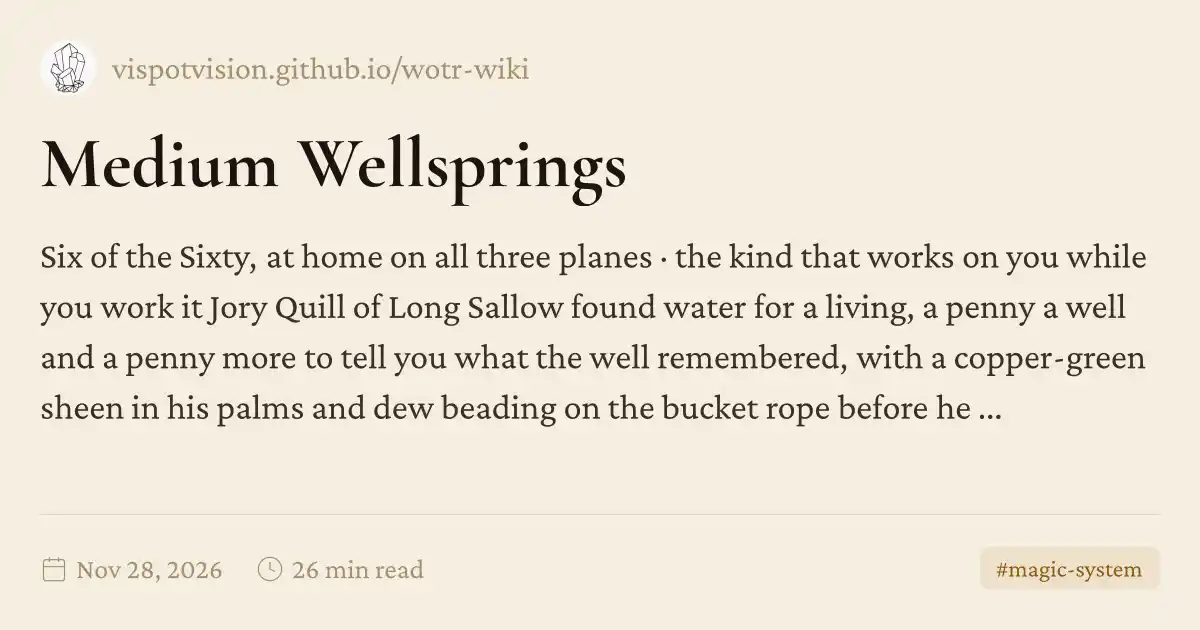 vispotvision.github.io/wotr-wiki
Medium Wellsprings
Six of the Sixty, at home on all three planes · the kind that works on you while
you work it Jory Quill of Long Sallow found water for a living, a penny a well
and a penny more to tell you what the well remembered, with a copper-green
sheen in his palms and dew beading on the bucket rope before he ...
Nov 28, 2026
26 min read
#magic-system